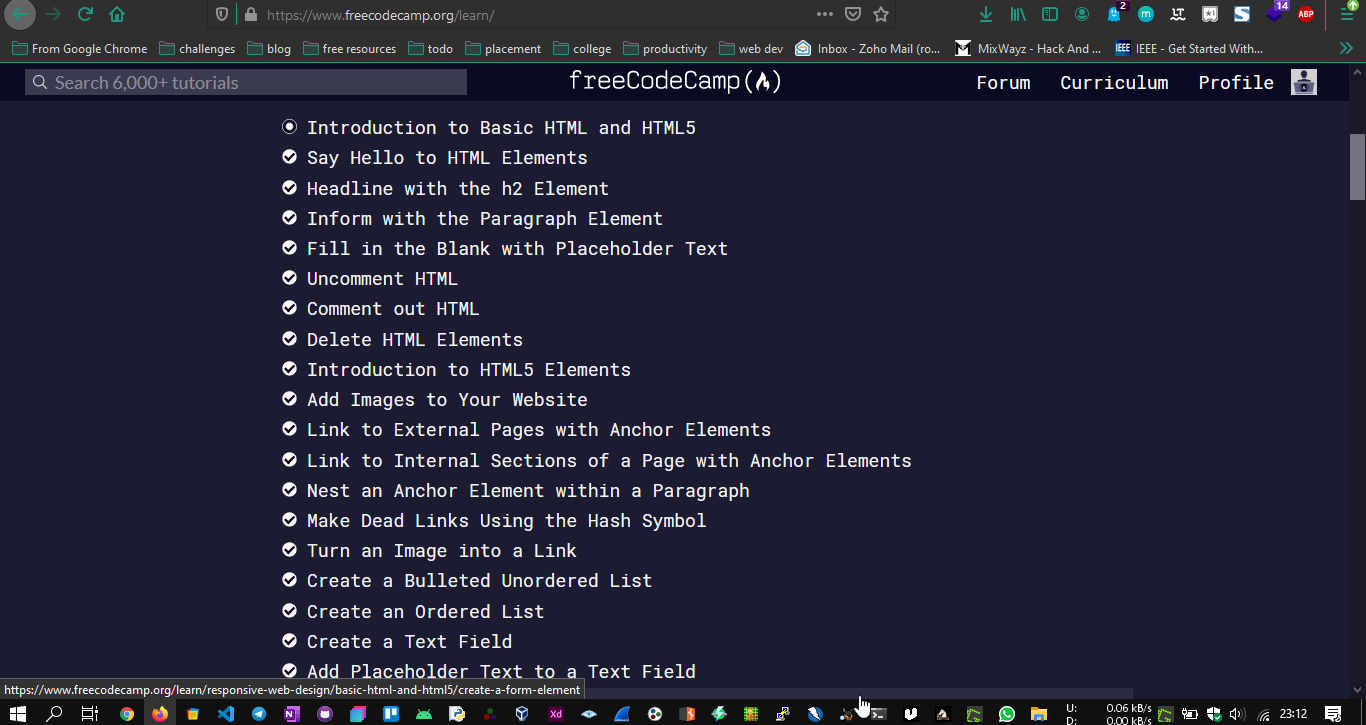 https://www.freecodecamp.org/learn/
2
14
ABP
From Google Chrome challenges blog free resources todo placement college productivity web dev Inbox - Zoho Mail (ro... MixWayz - Hack And ... IEEE IEEE - Get Started With...
Search 6,000+ tutorials freeCodeCamp Forum Curriculum Profile
Introduction to Basic HTML and HTML5
Say Hello to HTML Elements
Headline with the h2 Element
Inform with the Paragraph Element
Fill in the Blank with Placeholder Text
Uncomment HTML
Comment out HTML
Delete HTML Elements
Introduction to HTML5 Elements
Add Images to Your Website
Link to External Pages with Anchor Elements
Link to Internal Sections of a Page with Anchor Elements
Nest an Anchor Element within a Paragraph
Make Dead Links Using the Hash Symbol
Turn an Image into a Link
Create a Bulleted Unordered List
Create an Ordered List
Create a Text Field
Add Placeholder Text to a Text Field
https://www.freecodecamp.org/learn/responsive-web-design/basic-html-and-html5/create-a-form-element
Xd
U: 0.06 kB/s
D: 0.00 kB/s
23:12